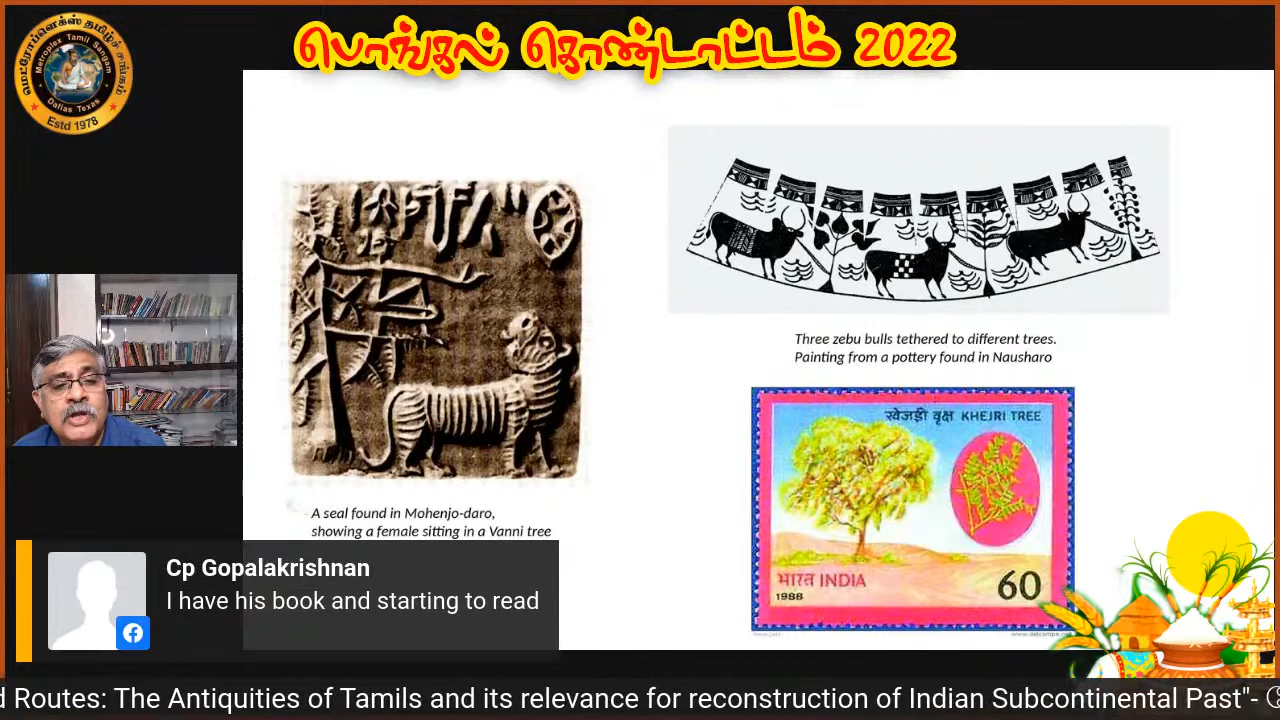 பொங்கல் கொண்டாட்டம் 2022
மெட்ரோப்ளெக்ஸ் தமிழ்ச் சங்கம்
Metroplex Tamil Sangam
Dallas Texas
Estd 1978
Three zebu bulls tethered to different trees.
Painting from a pottery found in Nausharo
खेजड़ी वृक्ष KHEJRI TREE
भारत INDIA
1988
60
A seal found in Mohenjo-daro,
showing a female sitting in a Vanni tree
Cp Gopalakrishnan
I have his book and starting to read
d Routes: The Antiquities of Tamils and its relevance for reconstruction of Indian Subcontinental Past"-